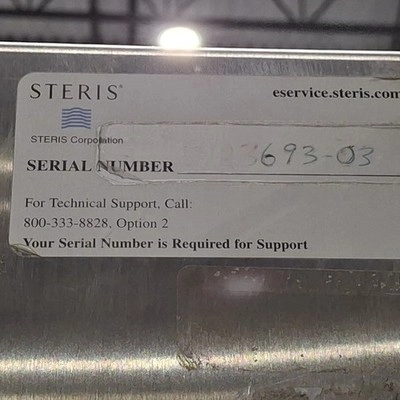 STERIS®
eservice.steris.com
STERIS Corporation
SERIAL NUMBER 3693-03
For Technical Support, Call:
800-333-8828, Option 2
Your Serial Number is Required for Support